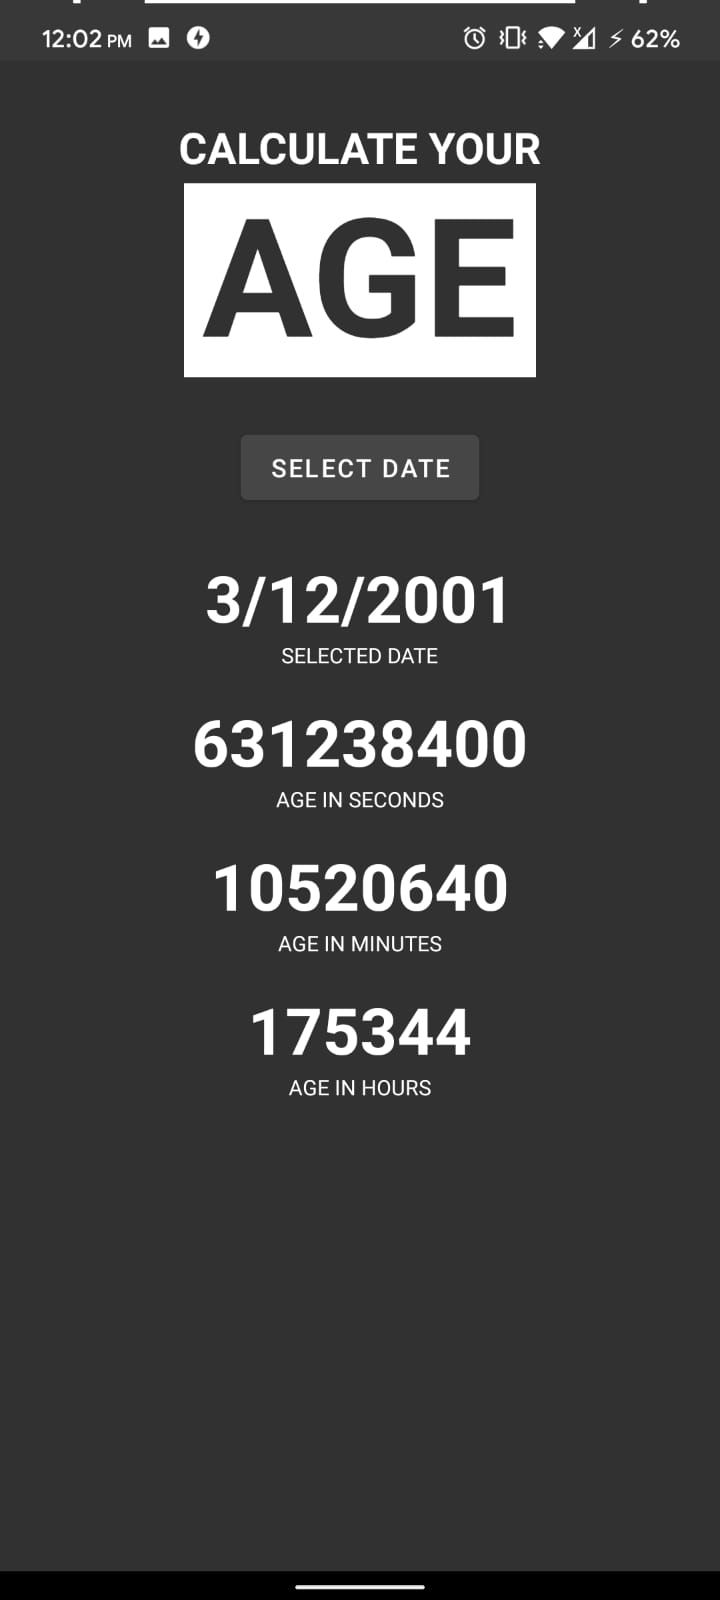 12:02 PM 62%
CALCULATE YOUR
AGE
SELECT DATE
3/12/2001
SELECTED DATE
631238400
AGE IN SECONDS
10520640
AGE IN MINUTES
175344
AGE IN HOURS